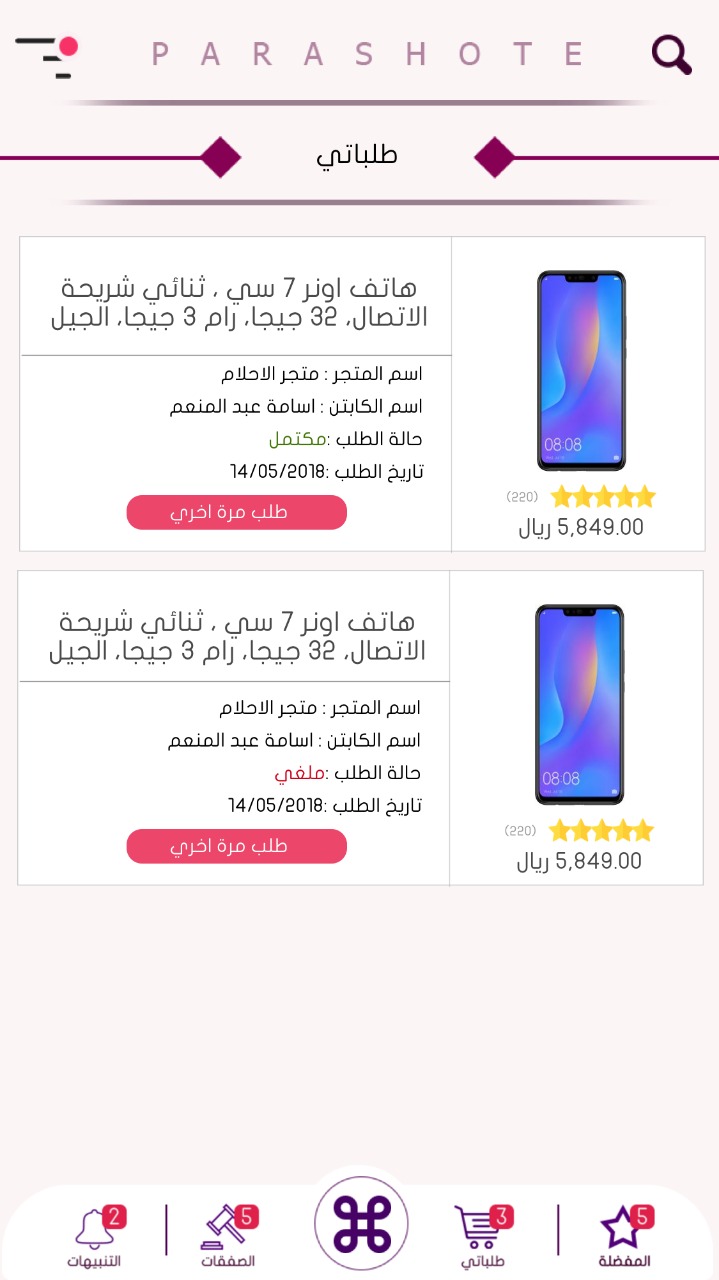 P A R A S H O T E
طلباتي
هاتف اونر 7 سي ، ثنائي شريحة
الاتصال، 32 جيجا، رام 3 جيجا، الجيل
اسم المتجر : متجر الاحلام
اسم الكابتن : اسامة عبد المنعم
حالة الطلب :مكتمل
تاريخ الطلب :14/05/2018
طلب مرة اخري
08:08
(220)
5,849.00 ريال
هاتف اونر 7 سي ، ثنائي شريحة
الاتصال، 32 جيجا، رام 3 جيجا، الجيل
اسم المتجر : متجر الاحلام
اسم الكابتن : اسامة عبد المنعم
حالة الطلب :ملغي
تاريخ الطلب :14/05/2018
طلب مرة اخري
08:08
(220)
5,849.00 ريال
5
المفضلة
3
طلباتي
5
الصفقات
2
التنبيهات